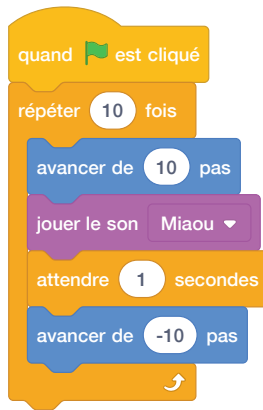 quand est cliqué
répéter 10 fois
avancer de 10 pas
jouer le son Miaou
attendre 1 secondes
avancer de -10 pas